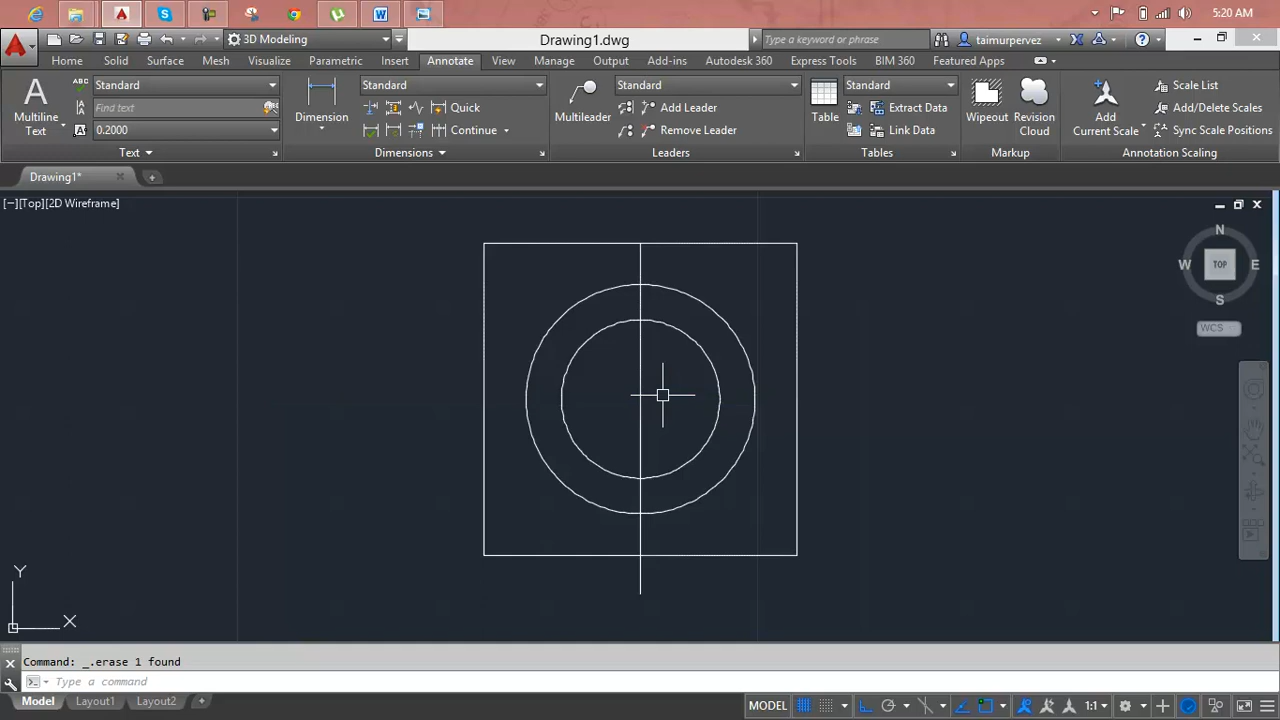 5:20 AM
3D Modeling
Drawing1.dwg
Type a keyword or phrase
taimurpervez
Home Solid Surface Mesh Visualize Parametric Insert Annotate View Manage Output Add-ins Autodesk 360 Express Tools BIM 360 Featured Apps
Multiline
Text
ABC
Standard
Find text
0.2000
Text
Dimension
Standard
Quick
Continue
Dimensions
Multileader
Standard
Add Leader
Remove Leader
Leaders
Table
Standard
Extract Data
Link Data
Tables
Wipeout
Revision
Cloud
Markup
Add
Current Scale
Scale List
Add/Delete Scales
Sync Scale Positions
Annotation Scaling
Drawing1*
[−][Top][2D Wireframe]
N
W TOP E
S
WCS
Y
X
Command: _.erase 1 found
Type a command
Model Layout1 Layout2
MODEL
1:1